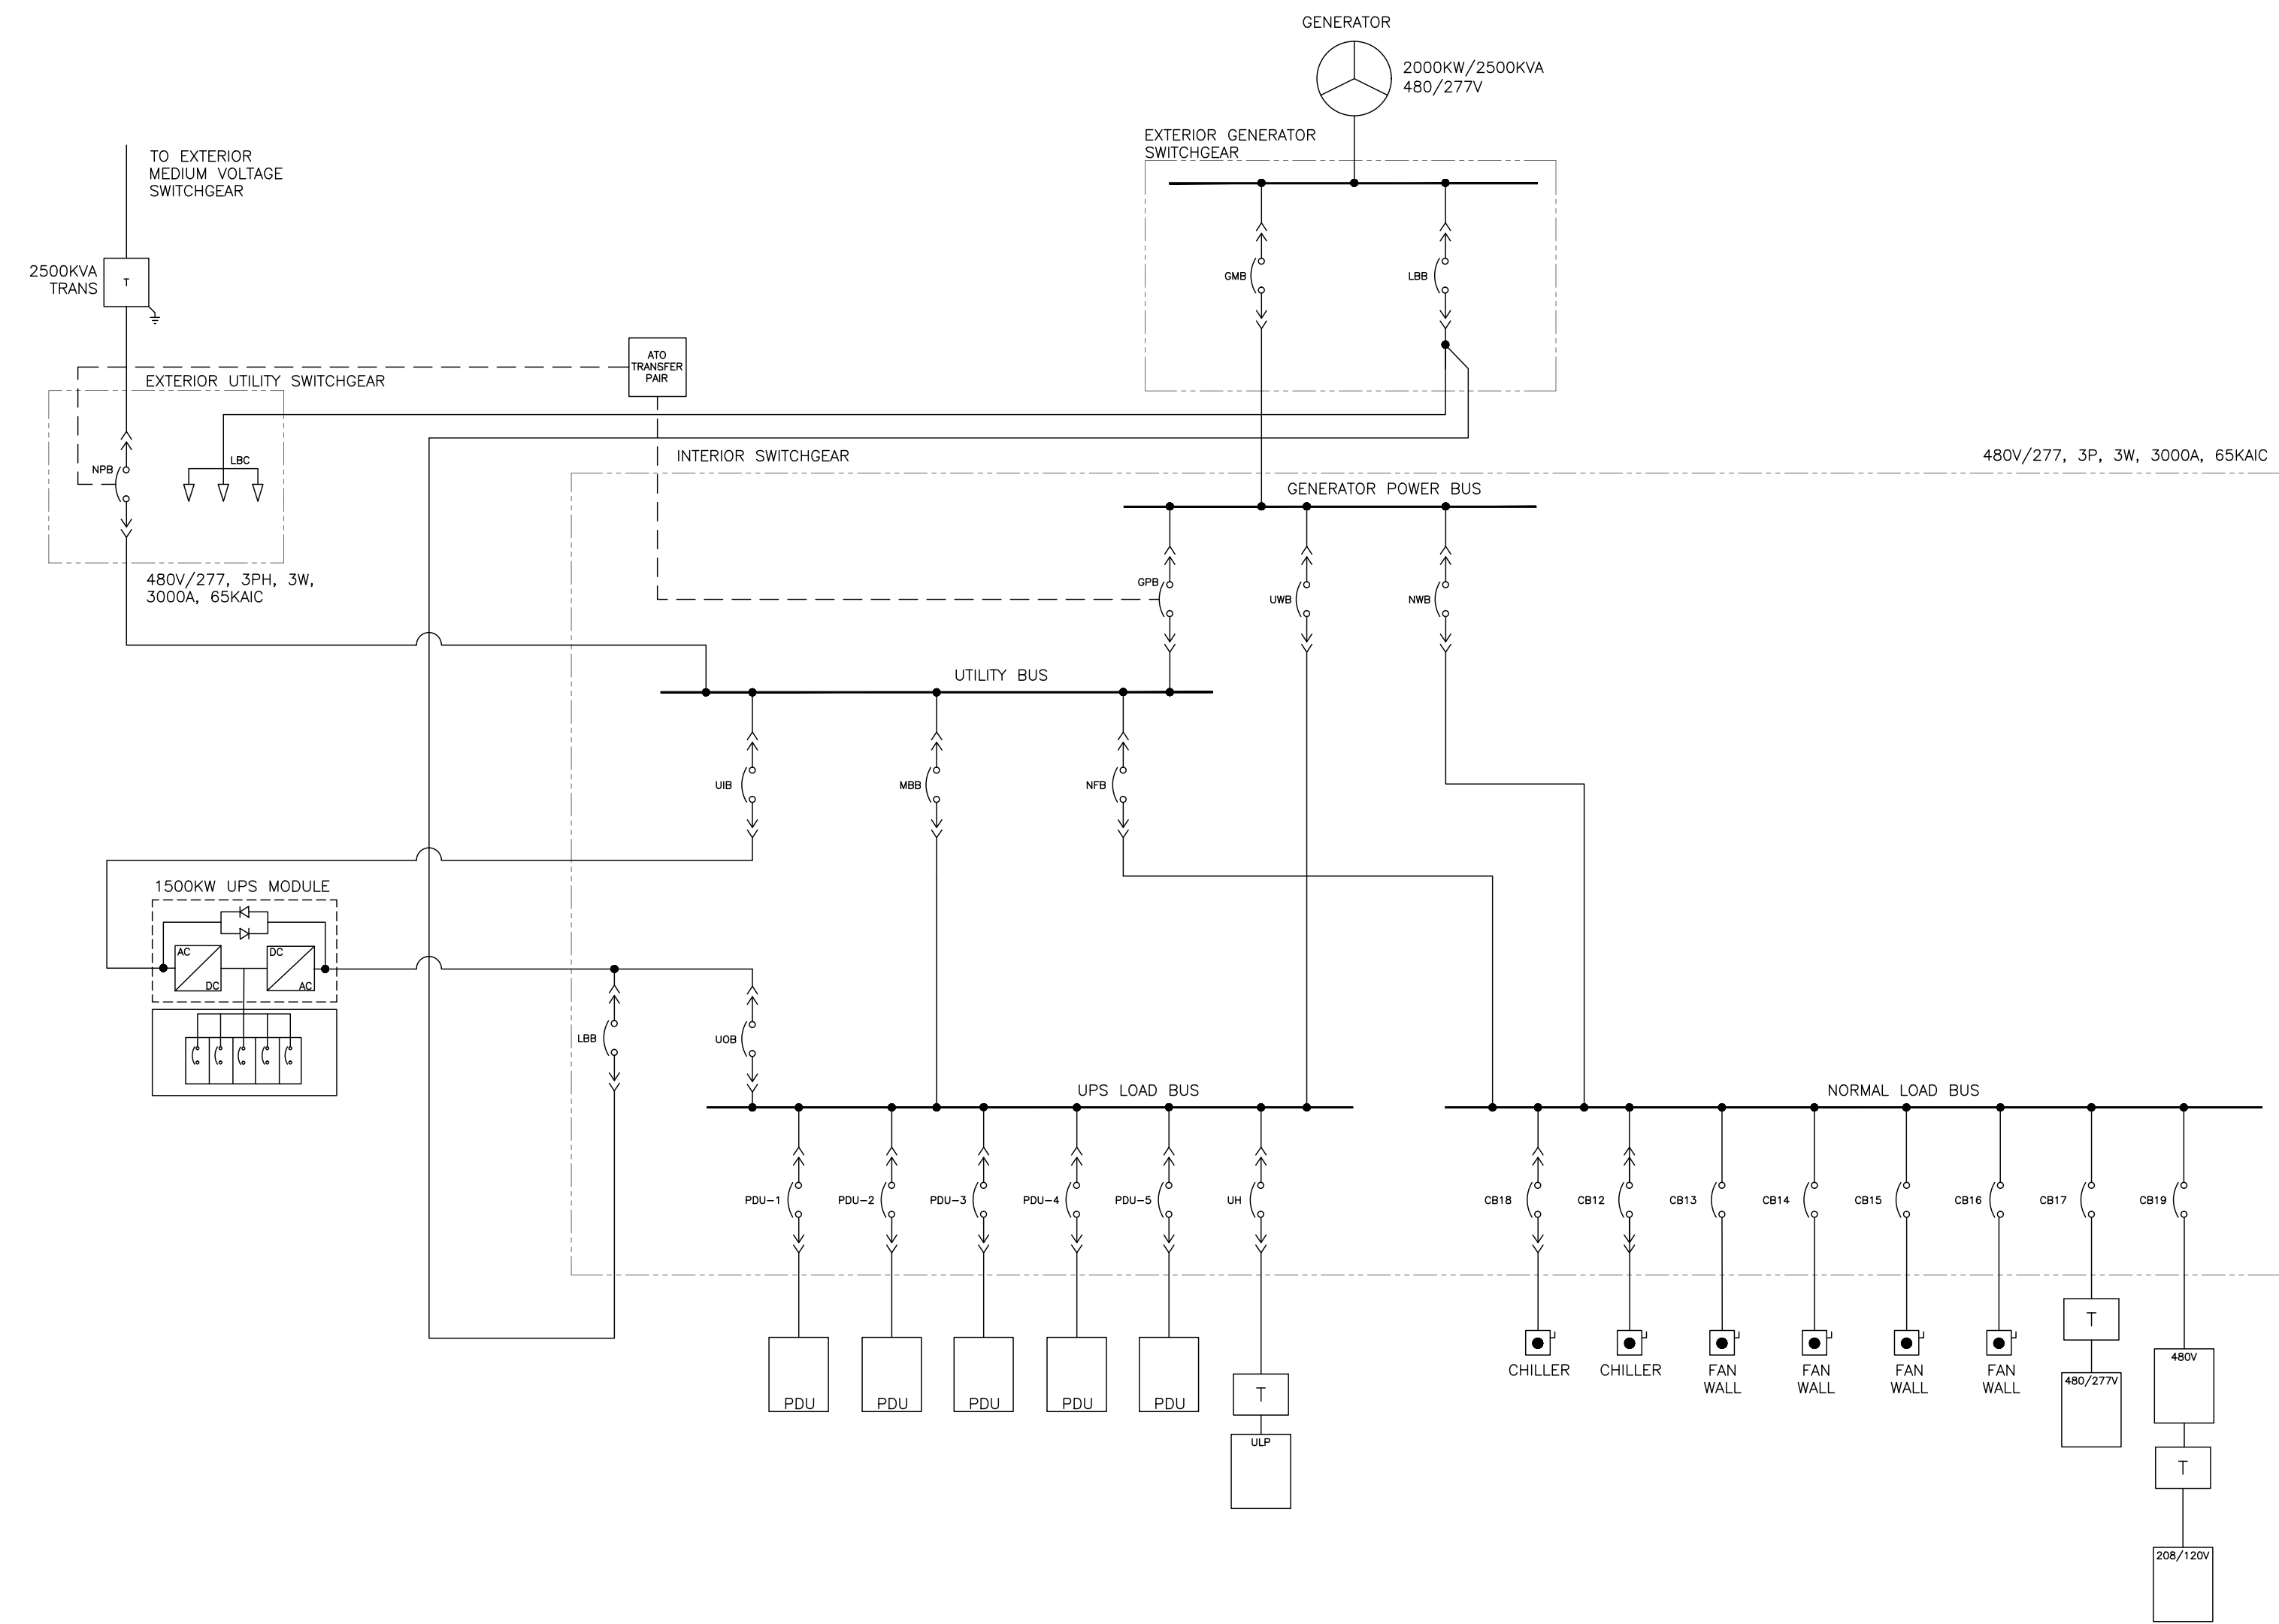 GENERATOR
2000KW/2500KVA
480/277V
EXTERIOR GENERATOR
SWITCHGEAR
TO EXTERIOR
MEDIUM VOLTAGE
SWITCHGEAR
2500KVA
TRANS
T
GMB
LBB
ATO
TRANSFER
PAIR
EXTERIOR UTILITY SWITCHGEAR
NPB
LBC
INTERIOR SWITCHGEAR
480V/277, 3P, 3W, 3000A, 65KAIC
GENERATOR POWER BUS
480V/277, 3PH, 3W,
3000A, 65KAIC
GPB
UWB
NWB
UTILITY BUS
UIB
MBB
NFB
1500KW UPS MODULE
AC
DC
DC
AC
LBB
UOB
UPS LOAD BUS
NORMAL LOAD BUS
PDU-1
PDU-2
PDU-3
PDU-4
PDU-5
UH
CB18
CB12
CB13
CB14
CB15
CB16
CB17
CB19
PDU
PDU
PDU
PDU
PDU
T
ULP
CHILLER
CHILLER
FAN
WALL
FAN
WALL
FAN
WALL
FAN
WALL
T
480/277V
480V
T
208/120V